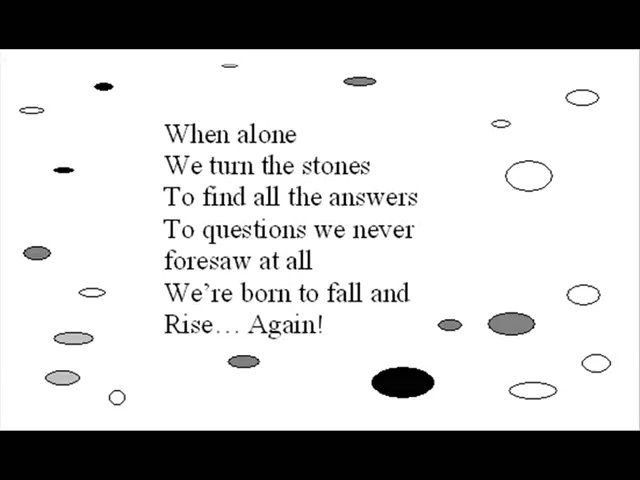 When alone
We turn the stones
To find all the answers
To questions we never
foresaw at all
We’re born to fall and
Rise… Again!